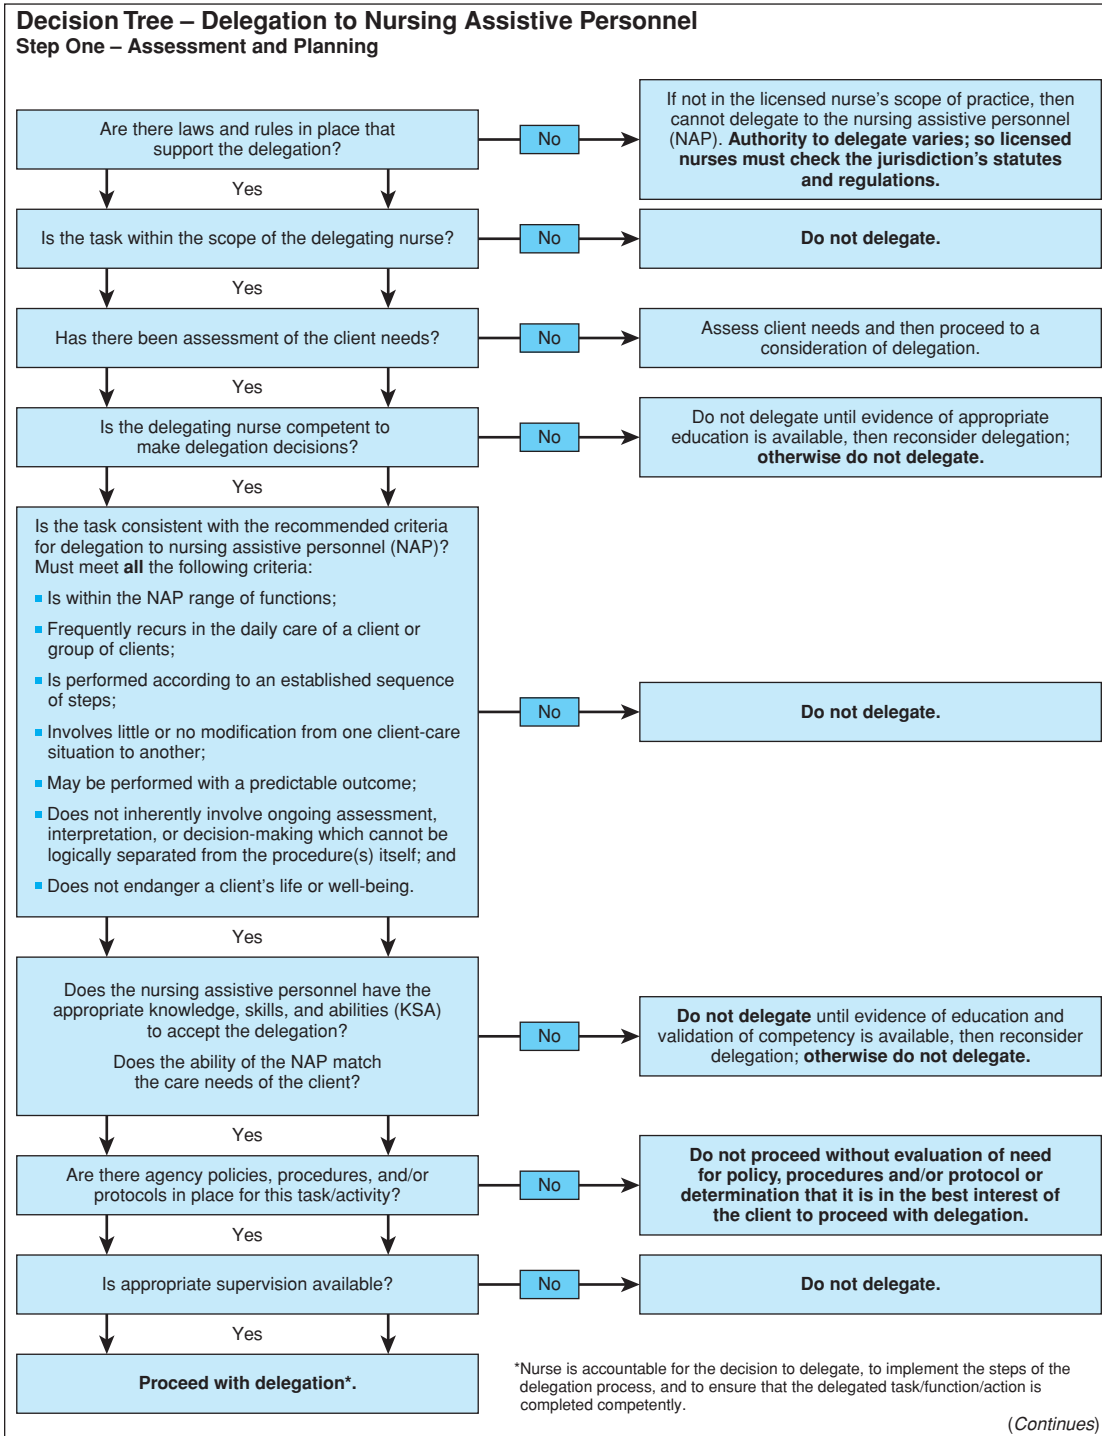 Decision Tree – Delegation to Nursing Assistive Personnel
Step One – Assessment and Planning
Are there laws and rules in place that
support the delegation?
No
If not in the licensed nurse's scope of practice, then
cannot delegate to the nursing assistive personnel
(NAP). Authority to delegate varies; so licensed
nurses must check the jurisdiction's statutes
and regulations.
Yes
Is the task within the scope of the delegating nurse?
No
Do not delegate.
Yes
Has there been assessment of the client needs?
No
Assess client needs and then proceed to a
consideration of delegation.
Yes
Is the delegating nurse competent to
make delegation decisions?
No
Do not delegate until evidence of appropriate
education is available, then reconsider delegation;
otherwise do not delegate.
Yes
Is the task consistent with the recommended criteria
for delegation to nursing assistive personnel (NAP)?
Must meet all the following criteria:
Is within the NAP range of functions;
Frequently recurs in the daily care of a client or
group of clients;
Is performed according to an established sequence
of steps;
Involves little or no modification from one client-care
situation to another;
May be performed with a predictable outcome;
Does not inherently involve ongoing assessment,
interpretation, or decision-making which cannot be
logically separated from the procedure(s) itself; and
Does not endanger a client's life or well-being.
No
Do not delegate.
Yes
Does the nursing assistive personnel have the
appropriate knowledge, skills, and abilities (KSA)
to accept the delegation?
Does the ability of the NAP match
the care needs of the client?
No
Do not delegate until evidence of education and
validation of competency is available, then reconsider
delegation; otherwise do not delegate.
Yes
Are there agency policies, procedures, and/or
protocols in place for this task/activity?
No
Do not proceed without evaluation of need
for policy, procedures and/or protocol or
determination that it is in the best interest of
the client to proceed with delegation.
Yes
Is appropriate supervision available?
No
Do not delegate.
Yes
Proceed with delegation*.
*Nurse is accountable for the decision to delegate, to implement the steps of the
delegation process, and to ensure that the delegated task/function/action is
completed competently.
(Continues)